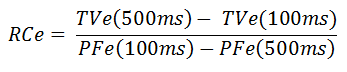 RCe = TVe(500ms) − TVe(100ms)
PFe(100ms) − PFe(500ms)